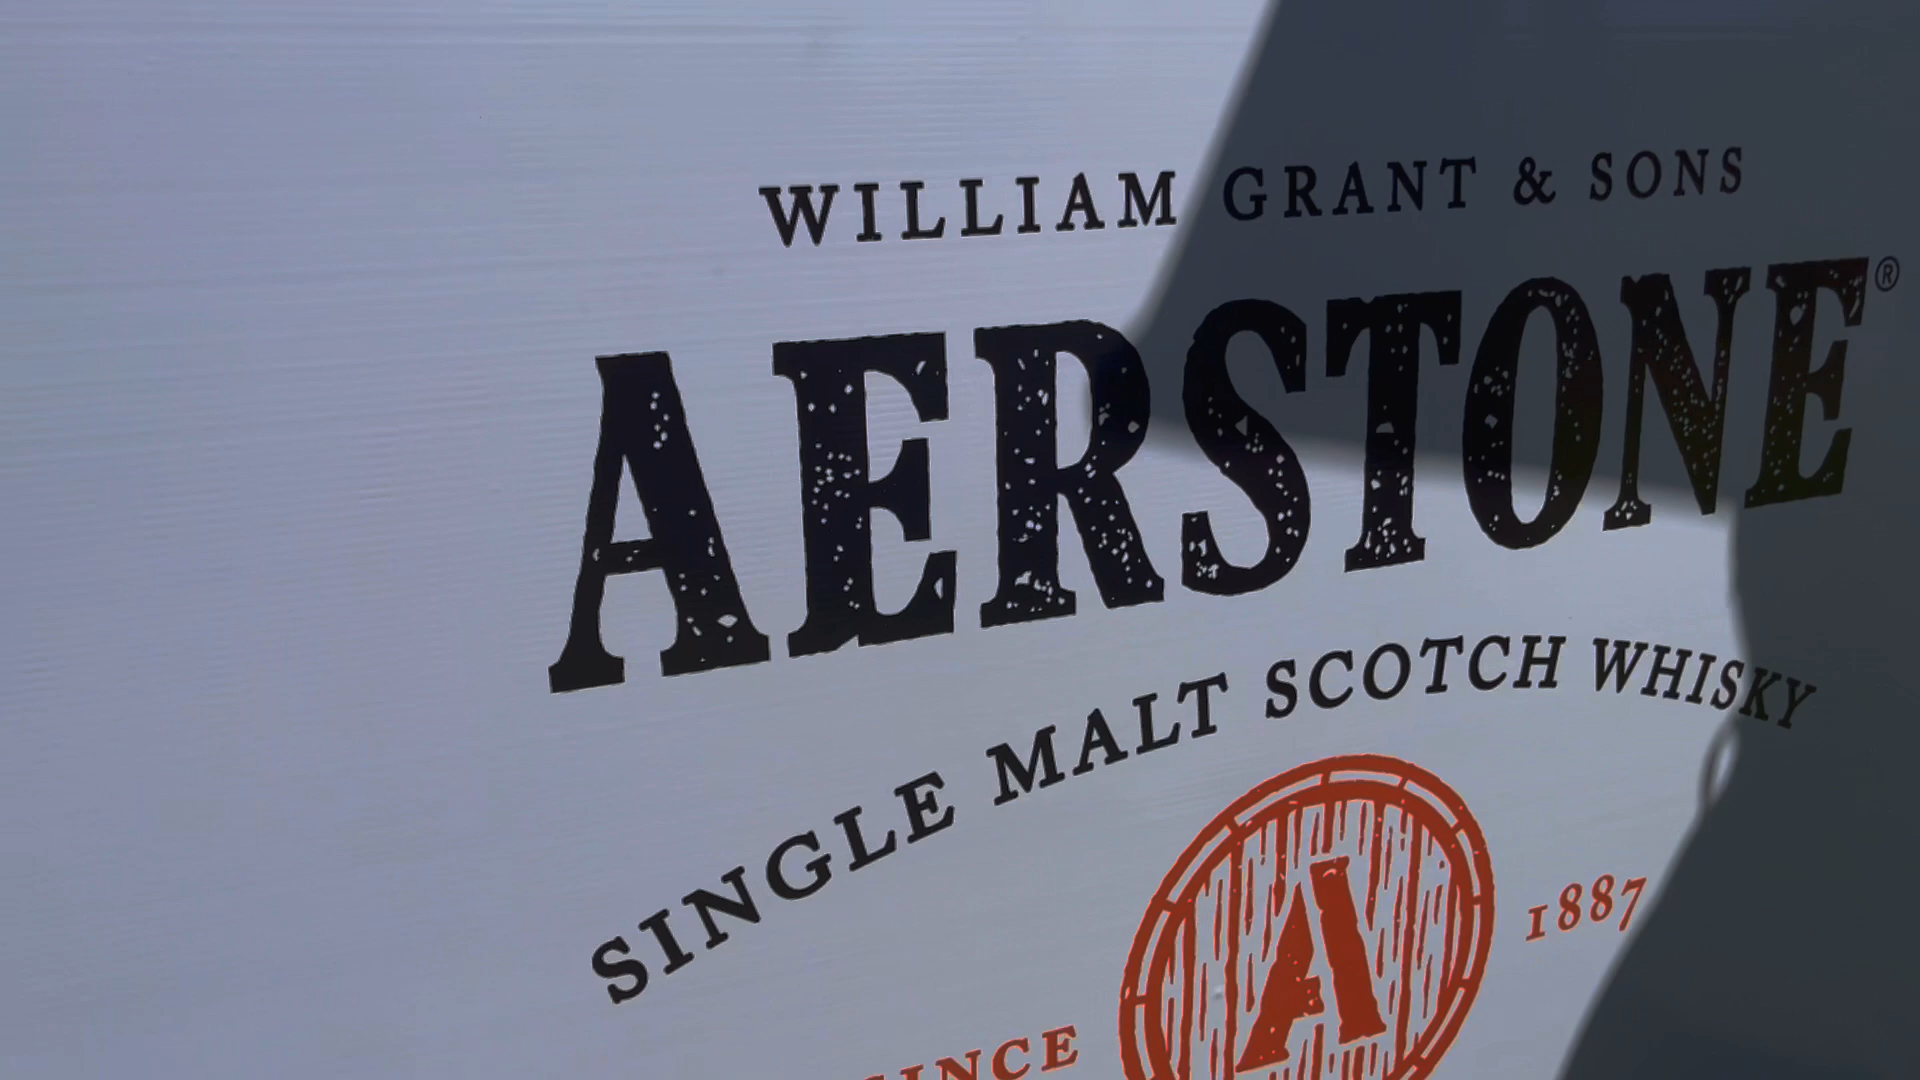 WILLIAM GRANT & SONS
AERSTONE®
SINGLE MALT SCOTCH WHISKY
SINCE A 1887